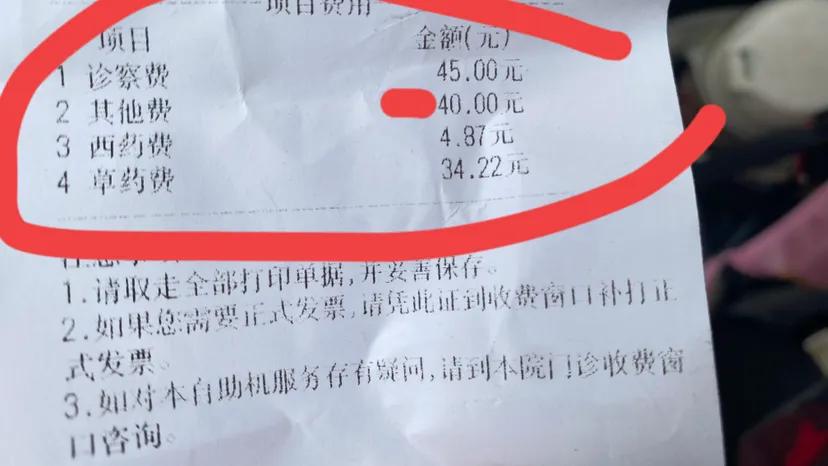 项目费用
项目 金额(元)
1 诊察费 45.00元
2 其他费 40.00元
3 西药费 4.87元
4 草药费 34.22元
1.请取走全部打印单据,并妥善保存。
2.如果您需要正式发票,请凭此证到收费窗口补打正
式发票。
3.如对本自助机服务存有疑问,请到本院门诊收费窗
口咨询。